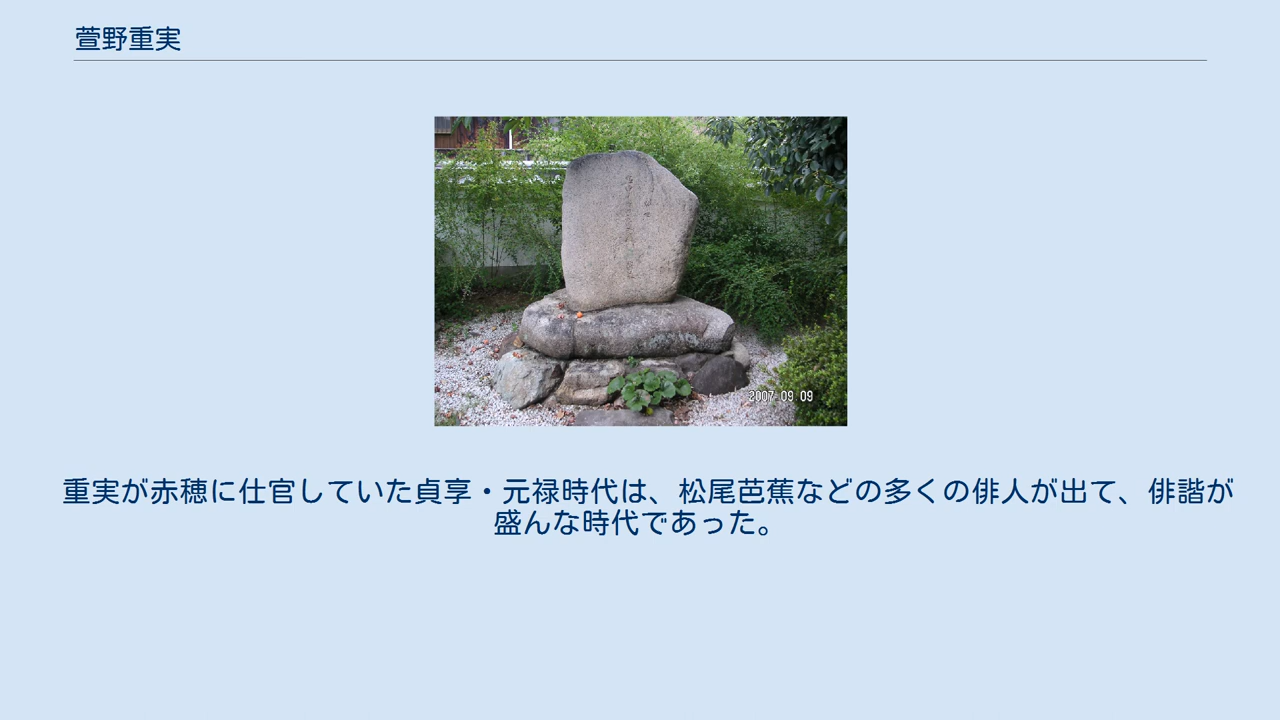 萱野重実
2007 09 09
重実が赤穂に仕官していた貞享・元禄時代は、松尾芭蕉などの多くの俳人が出て、俳諧が
盛んな時代であった。